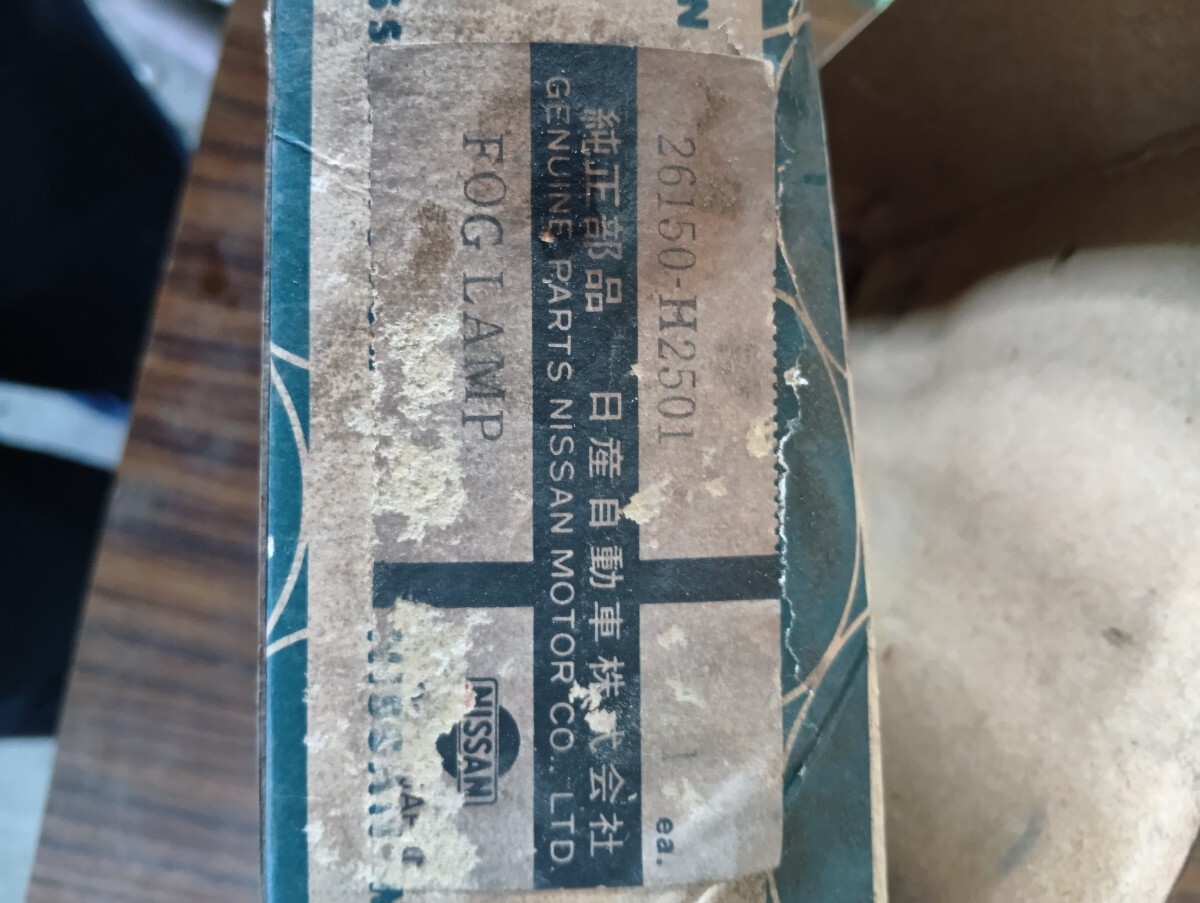 26150-H2501
1 ea.
純正部品 日産自動車株式会社
GENUINE PARTS NISSAN MOTOR CO., LTD.
FOG LAMP
NISSAN